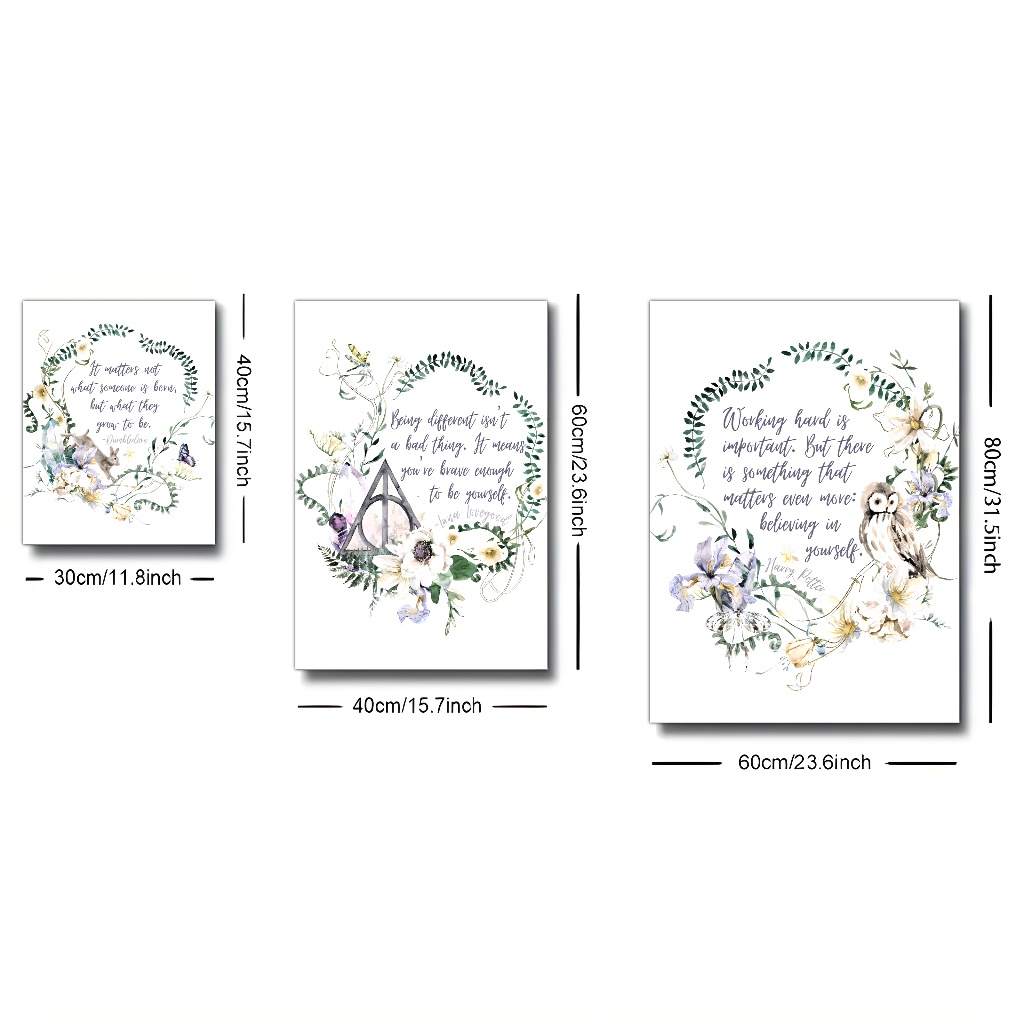 It matters not
what someone is born,
but what they
grow to be.
-Dumbledore
40cm/15.7inch
30cm/11.8inch
Being different isn't
a bad thing. It means
you're brave enough
to be yourself.
-Luna Lovegood
60cm/23.6inch
40cm/15.7inch
Working hard is
important. But there
is something that
matters even more:
believing in
yourself.
-Harry Potter
80cm/31.5inch
60cm/23.6inch